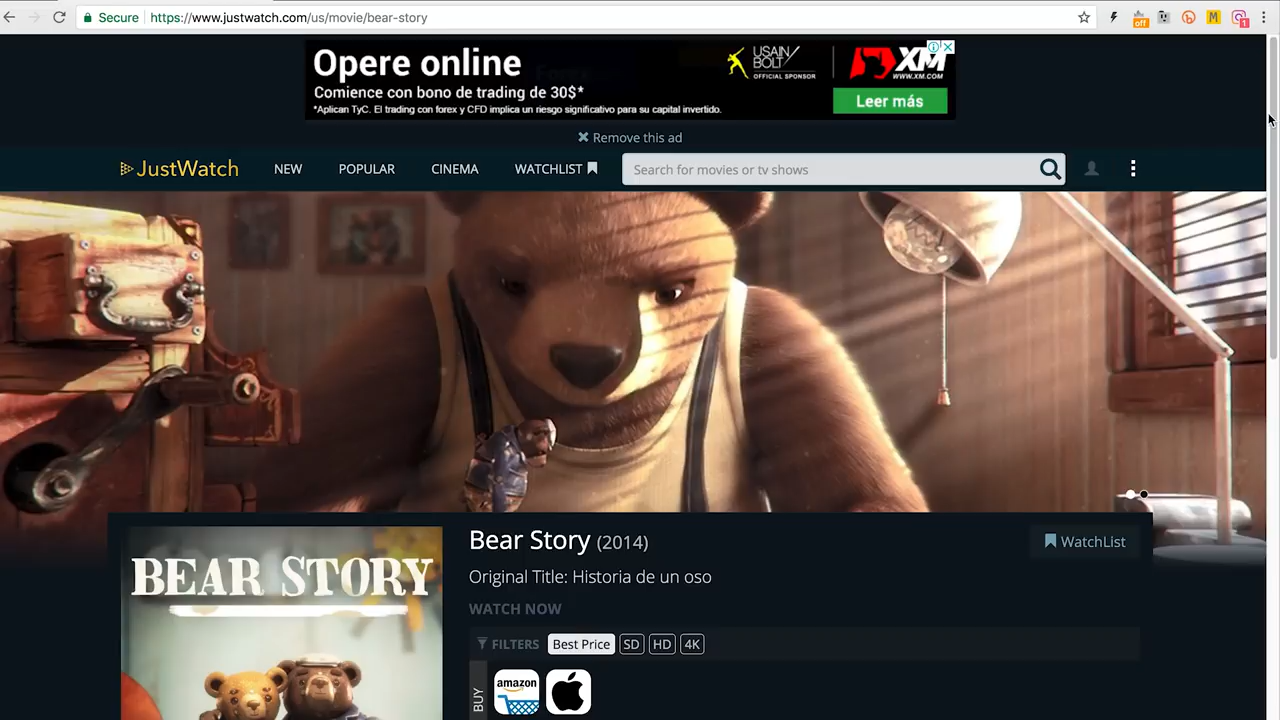 Secure https://www.justwatch.com/us/movie/bear-story
off
M
1
Opere online
Comience con bono de trading de 30$*
*Aplican TyC. El trading con forex y CFD implica un riesgo significativo para su capital invertido.
USAIN BOLT
OFFICIAL SPONSOR
XM
WWW.XM.COM
Leer más
Remove this ad
JustWatch NEW POPULAR CINEMA WATCHLIST Search for movies or tv shows
Bear Story (2014) WatchList
Original Title: Historia de un oso
WATCH NOW
FILTERS Best Price SD HD 4K
BUY amazon
BEAR STORY